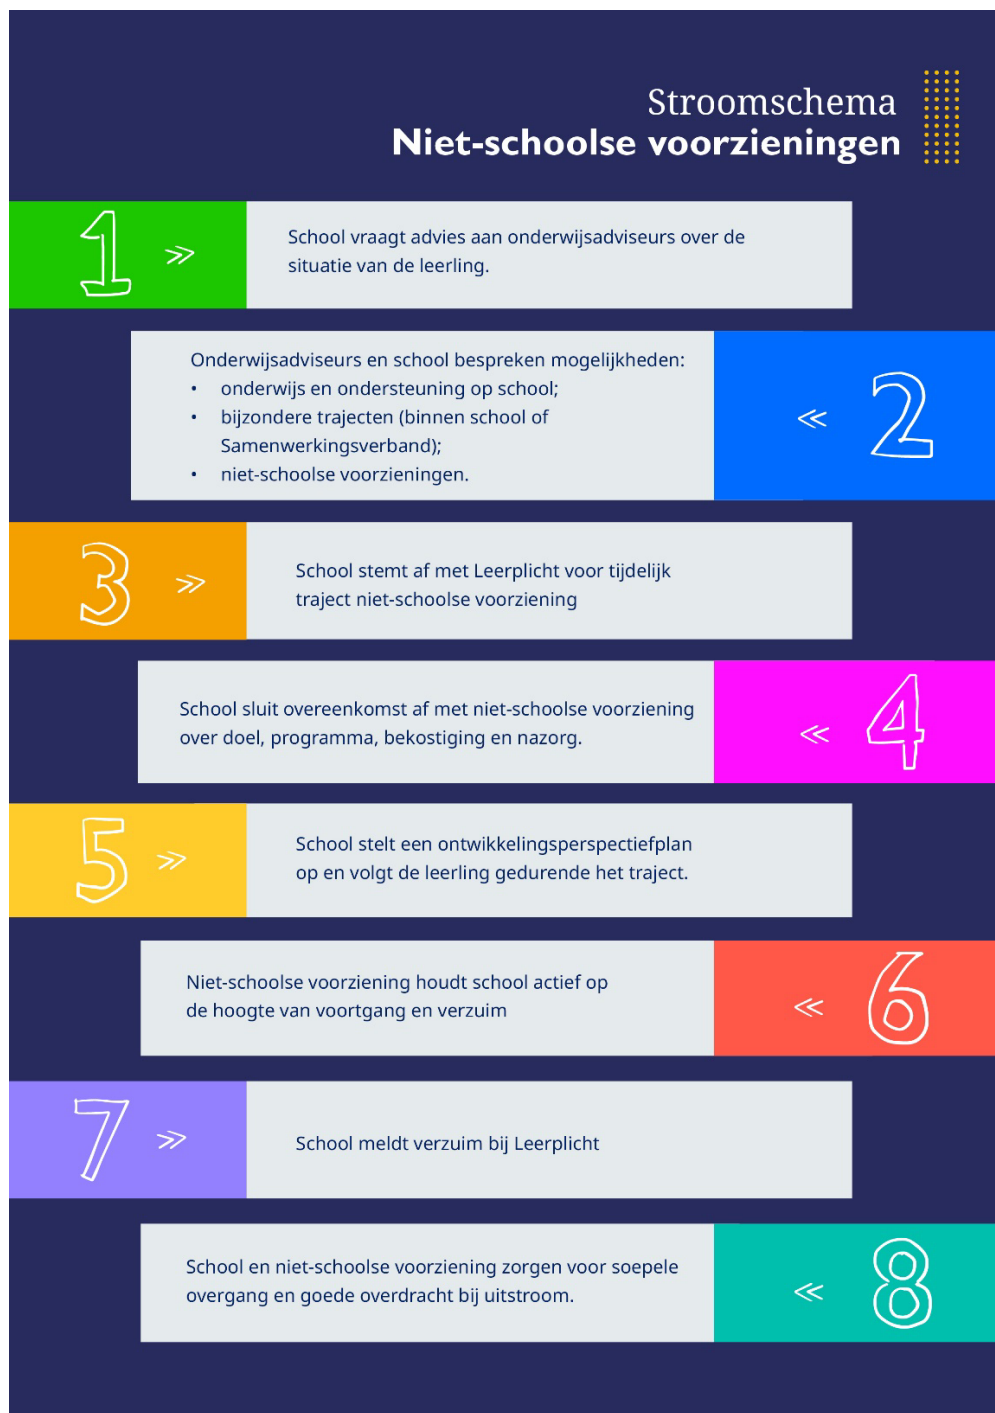 Stroomschema
Niet-schoolse voorzieningen
1 »
School vraagt advies aan onderwijsadviseurs over de
situatie van de leerling.
Onderwijsadviseurs en school bespreken mogelijkheden:
• onderwijs en ondersteuning op school;
• bijzondere trajecten (binnen school of
Samenwerkingsverband);
• niet-schoolse voorzieningen.
« 2
3 »
School stemt af met Leerplicht voor tijdelijk
traject niet-schoolse voorziening
School sluit overeenkomst af met niet-schoolse voorziening
over doel, programma, bekostiging en nazorg.
« 4
5 »
School stelt een ontwikkelingsperspectiefplan
op en volgt de leerling gedurende het traject.
Niet-schoolse voorziening houdt school actief op
de hoogte van voortgang en verzuim
« 6
7 »
School meldt verzuim bij Leerplicht
School en niet-schoolse voorziening zorgen voor soepele
overgang en goede overdracht bij uitstroom.
« 8